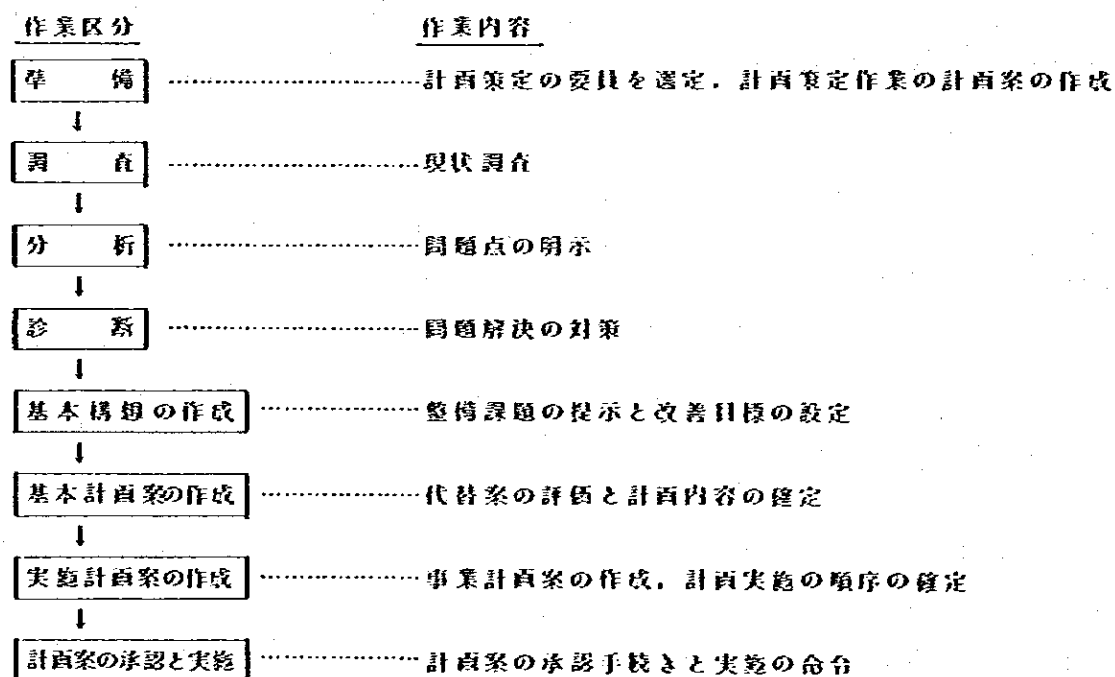 作業区分 作業内容
準 備 ……………………………計画策定の要員を選定，計画策定作業の計画案の作成
↓
調 査 ……………………………現状調査
↓
分 析 ……………………………問題点の明示
↓
診 断 ……………………………問題解決の対策
↓
基本構想の作成 …………………整備課題の提示と改善目標の設定
↓
基本計画案の作成 …………………代替案の評価と計画内容の確定
↓
実施計画案の作成 …………………事業計画案の作成，計画実施の順序の確定
↓
計画案の承認と実施 …………………計画案の承認手続きと実施の命令